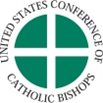 UNITED STATES CONFERENCE OF
CATHOLIC BISHOPS